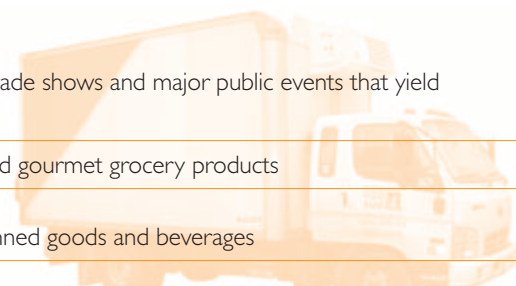 ade shows and major public events that yield
d gourmet grocery products
nned goods and beverages